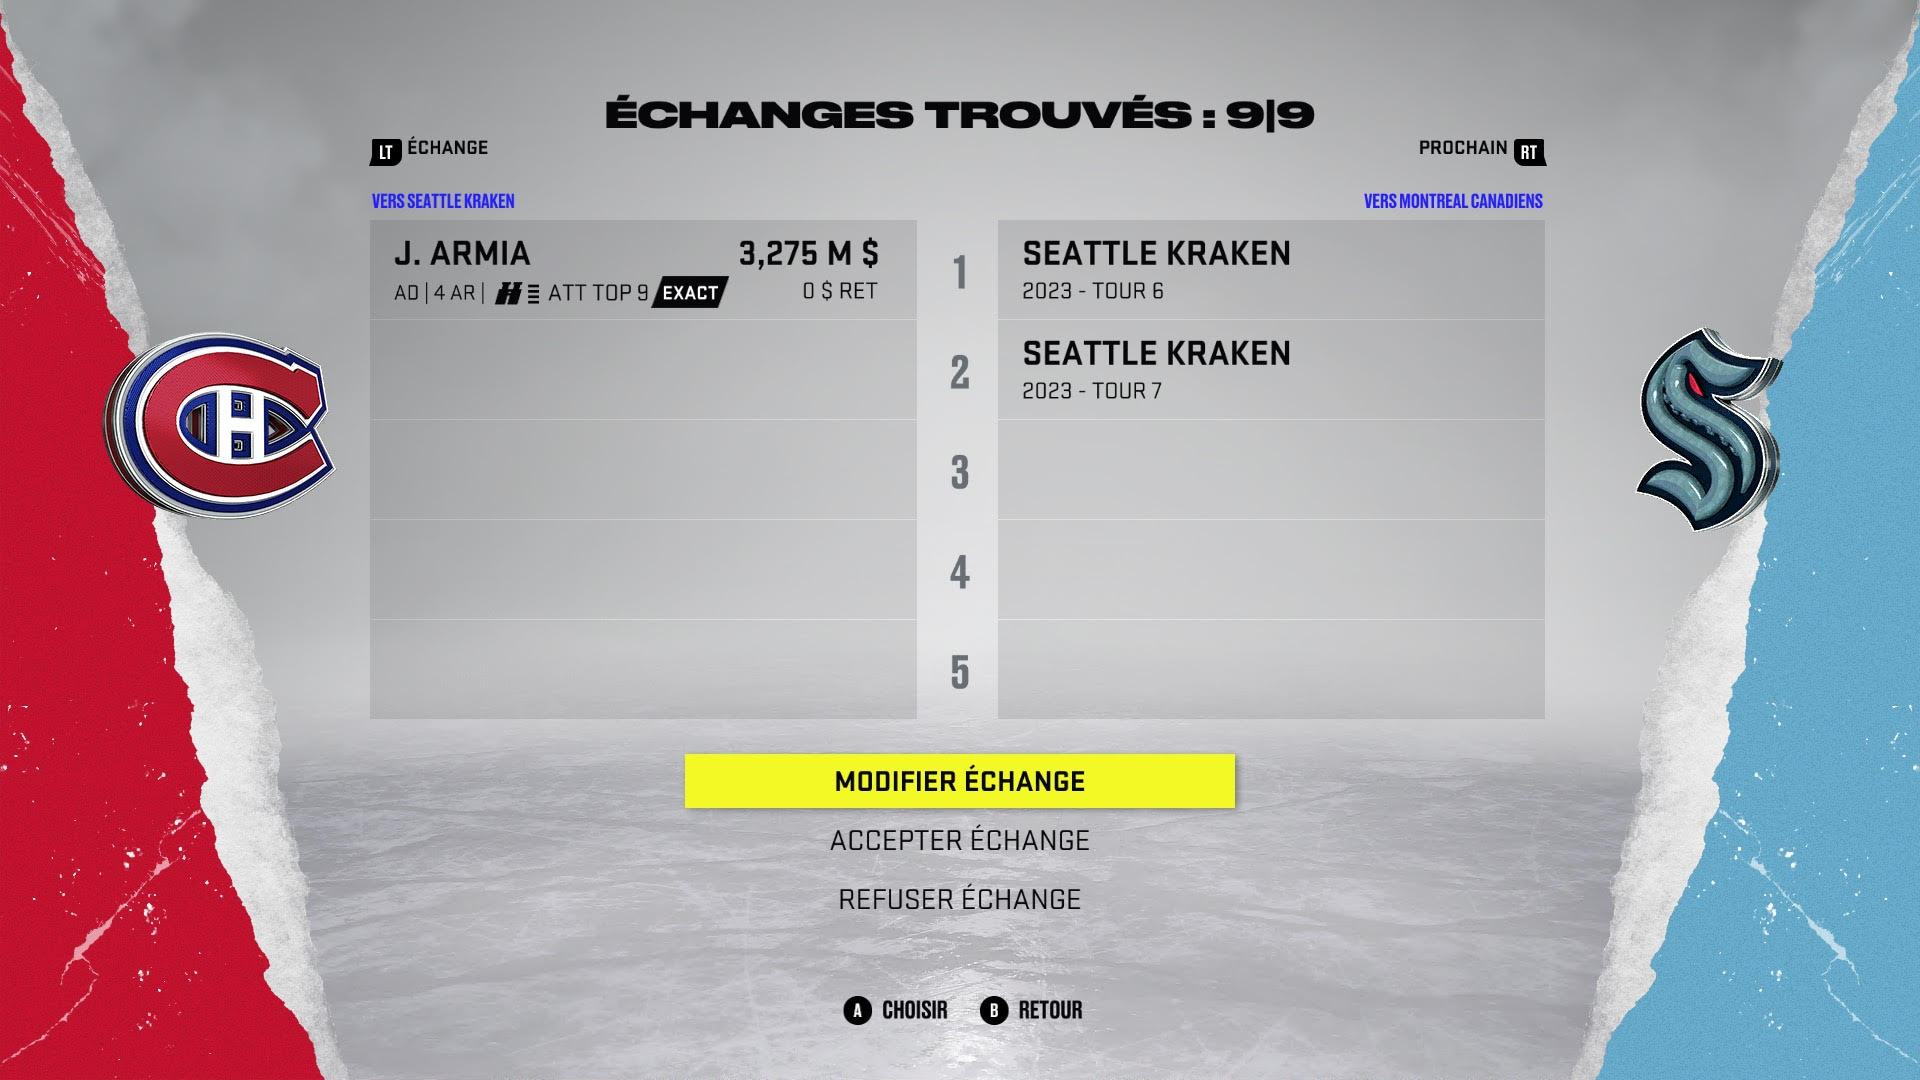 ÉCHANGES TROUVÉS : 9|9
LT ÉCHANGE
PROCHAIN RT
VERS SEATTLE KRAKEN
VERS MONTREAL CANADIENS
J. ARMIA 3,275 M $
AD | 4 AR | ATT TOP 9 EXACT 0 $ RET
1
SEATTLE KRAKEN
2023 - TOUR 6
2
SEATTLE KRAKEN
2023 - TOUR 7
3
4
5
MODIFIER ÉCHANGE
ACCEPTER ÉCHANGE
REFUSER ÉCHANGE
A CHOISIR B RETOUR